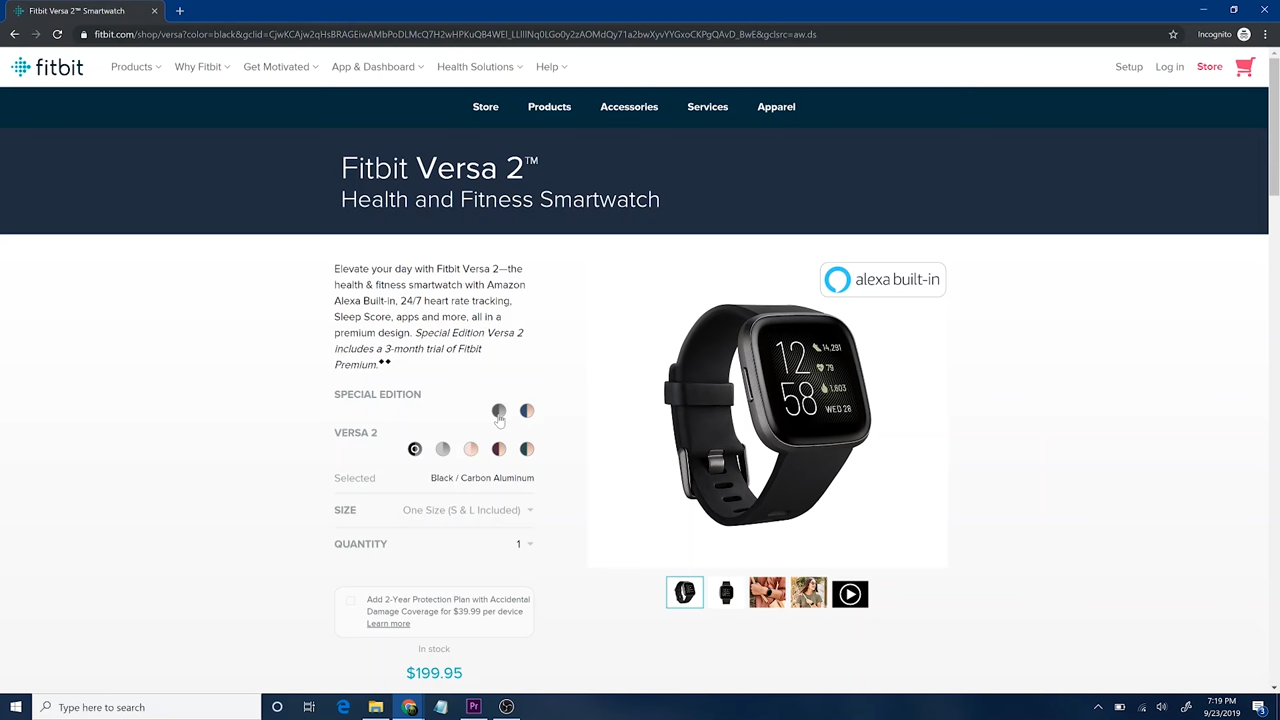 Fitbit Versa 2™ Smartwatch
fitbit.com/shop/versa?color=black&gclid=
&gclsrc=aw.ds
Incognito
fitbit
Products
Why Fitbit
Get Motivated
App & Dashboard
Health Solutions
Help
Setup
Log in
Store
Store
Products
Accessories
Services
Apparel
Fitbit Versa 2™
Health and Fitness Smartwatch
Elevate your day with Fitbit Versa 2—the
health & fitness smartwatch with Amazon
Alexa Built-in, 24/7 heart rate tracking,
Sleep Score, apps and more, all in a
premium design. Special Edition Versa 2
includes a 3-month trial of Fitbit
Premium.
SPECIAL EDITION
VERSA 2
Selected Black / Carbon Aluminum
SIZE One Size (S & L Included)
QUANTITY 1
Add 2-Year Protection Plan with Accidental
Damage Coverage for $39.99 per device
Learn more
In stock
$199.95
alexa built-in
12
58
14,291
79
1,603
WED 28
Type here to search
Pr
7:19 PM
9/23/2019
3